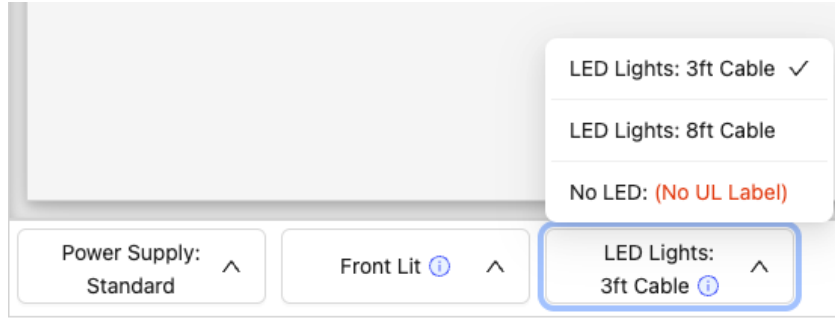 LED Lights: 3ft Cable
LED Lights: 8ft Cable
No LED: (No UL Label)
Power Supply:
Standard
Front Lit
LED Lights:
3ft Cable